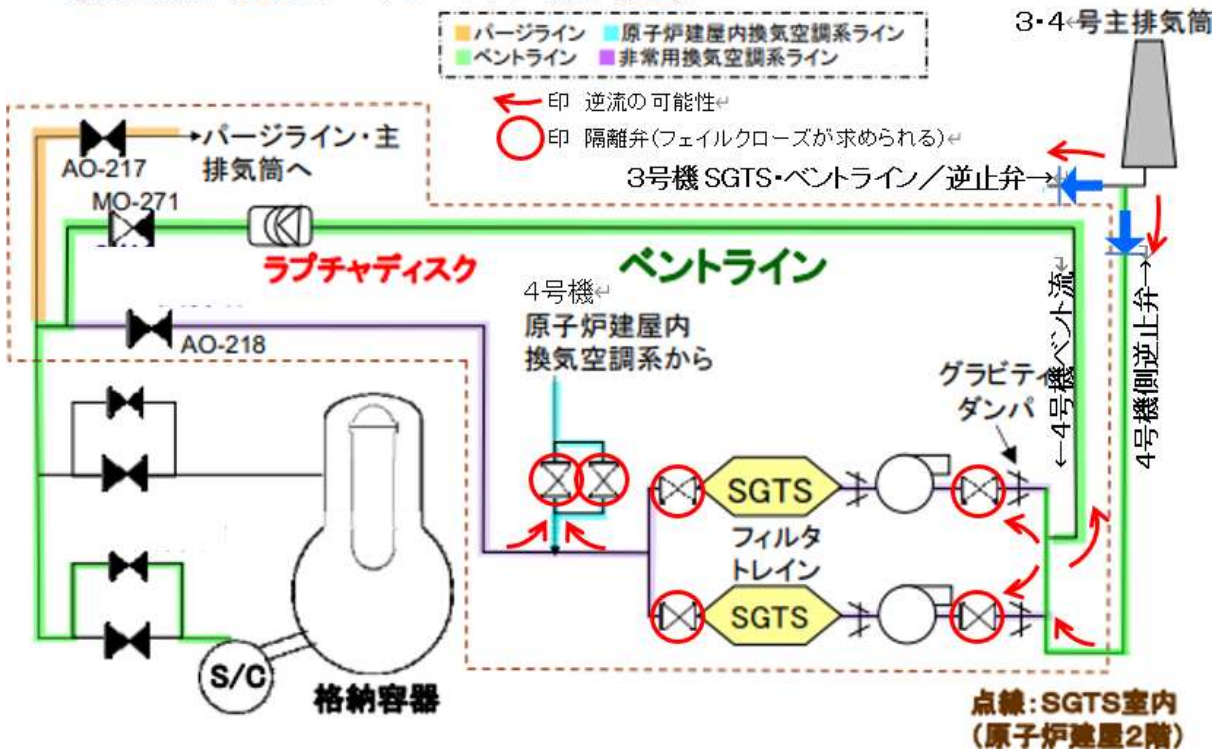 パージライン
原子炉建屋内換気空調系ライン
ベントライン
非常用換気空調系ライン
3・4号主排気筒
印 逆流の可能性
印 隔離弁(フェイルクローズが求められる)
3号機SGTS・ベントライン/逆止弁→
→パージライン・主
排気筒へ
AO-217
MO-271
ラプチャディスク
ベントライン
AO-218
4号機
原子炉建屋内
換気空調系から
グラビティ
ダンパ
←4号機ベント流
4号機側逆止弁→
SGTS
フィルタ
トレイン
SGTS
S/C
格納容器
点線:SGTS室内
(原子炉建屋2階)